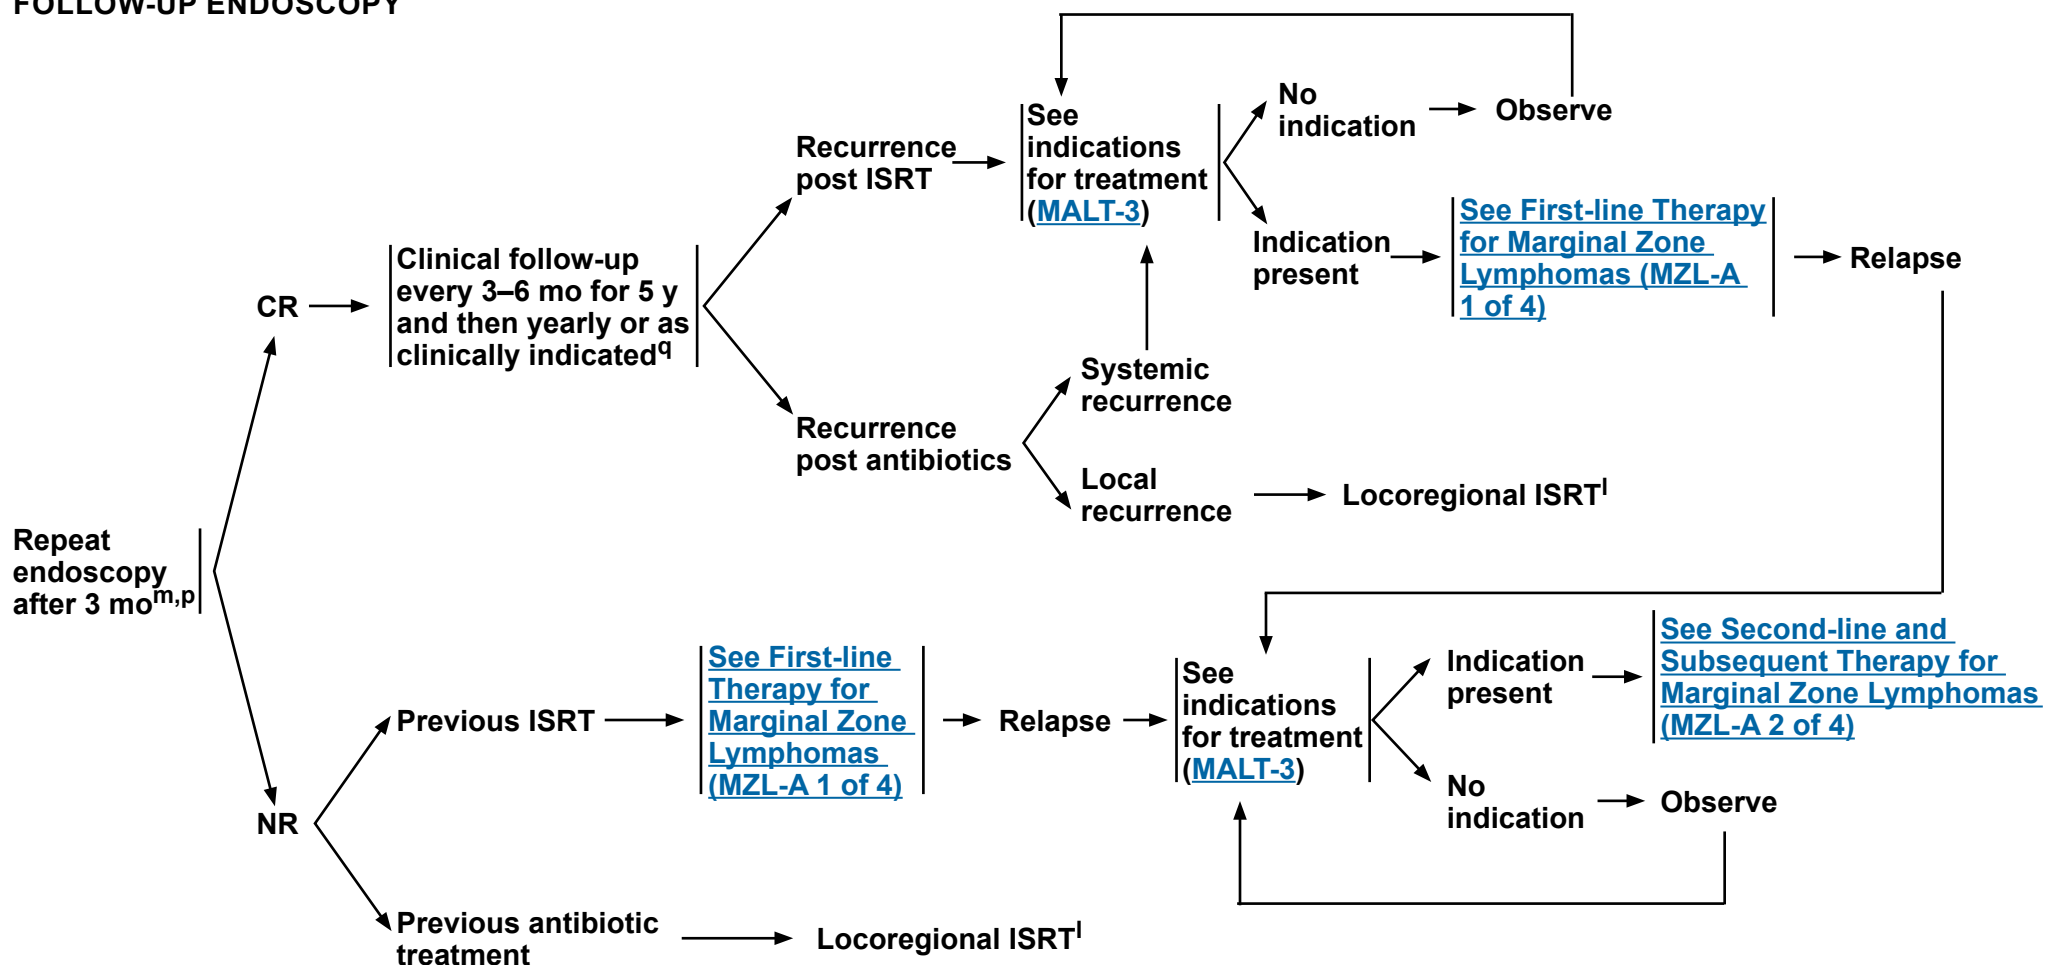 FOLLOW-UP ENDOSCOPY
Repeat
endoscopy
after 3 mo^m,p
CR
Clinical follow-up
every 3–6 mo for 5 y
and then yearly or as
clinically indicated^q
Recurrence
post ISRT
See
indications
for treatment
(MALT-3)
No
indication
Observe
Indication
present
See First-line Therapy
for Marginal Zone
Lymphomas (MZL-A
1 of 4)
Relapse
Recurrence
post antibiotics
Systemic
recurrence
Local
recurrence
Locoregional ISRT^l
NR
Previous ISRT
See First-line
Therapy for
Marginal Zone
Lymphomas
(MZL-A 1 of 4)
Relapse
See
indications
for treatment
(MALT-3)
Indication
present
See Second-line and
Subsequent Therapy for
Marginal Zone Lymphomas
(MZL-A 2 of 4)
No
indication
Observe
Previous antibiotic
treatment
Locoregional ISRT^l